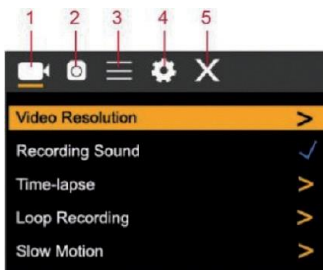 1 2 3 4 5
Video Resolution
Recording Sound
Time-lapse
Loop Recording
Slow Motion